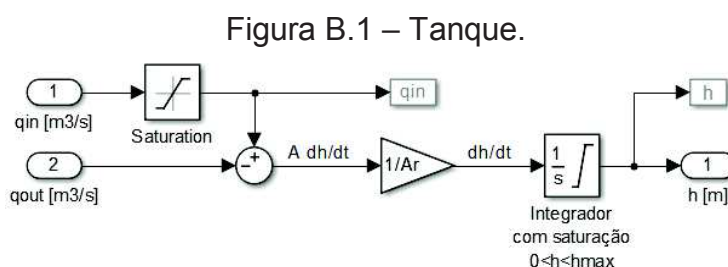 Figura B.1 – Tanque.
1
qin [m3/s]
Saturation
qin
h
2
qout [m3/s]
- +
A dh/dt
1/Ar
dh/dt
1
s
Integrador
com saturação
0<h<hmax
1
h [m]